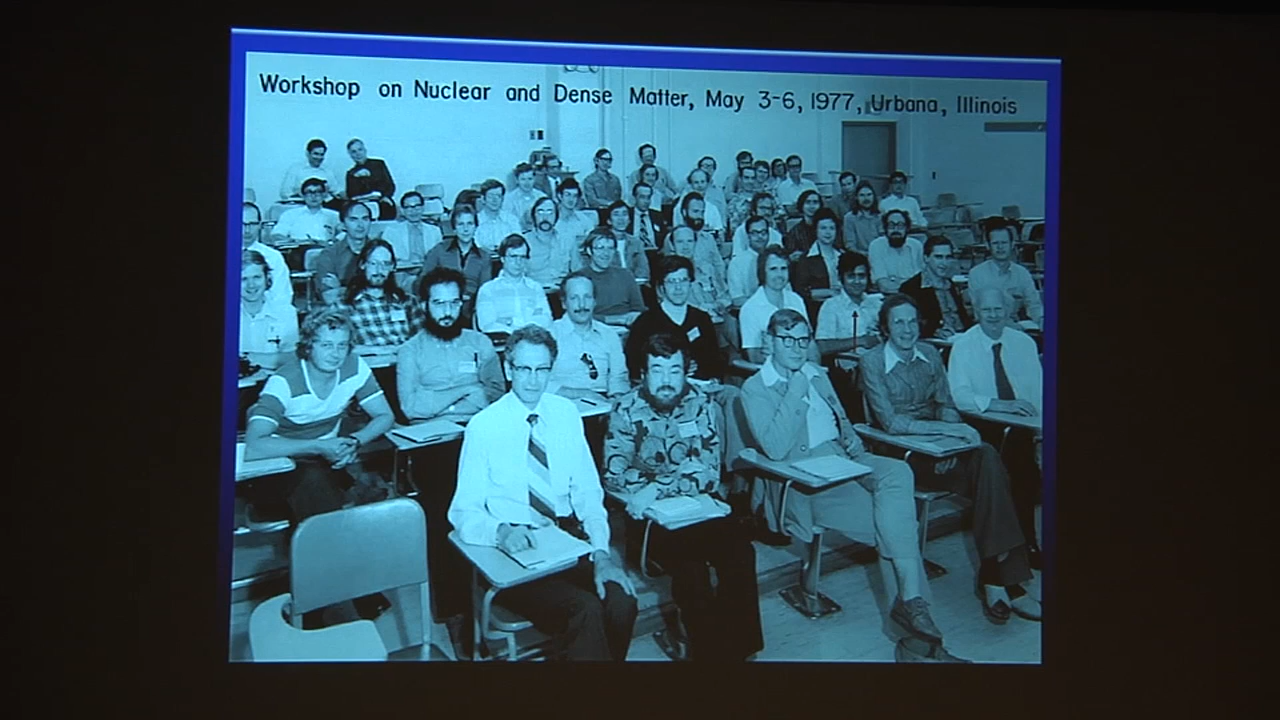 Workshop on Nuclear and Dense Matter, May 3-6, 1977, Urbana, Illinois